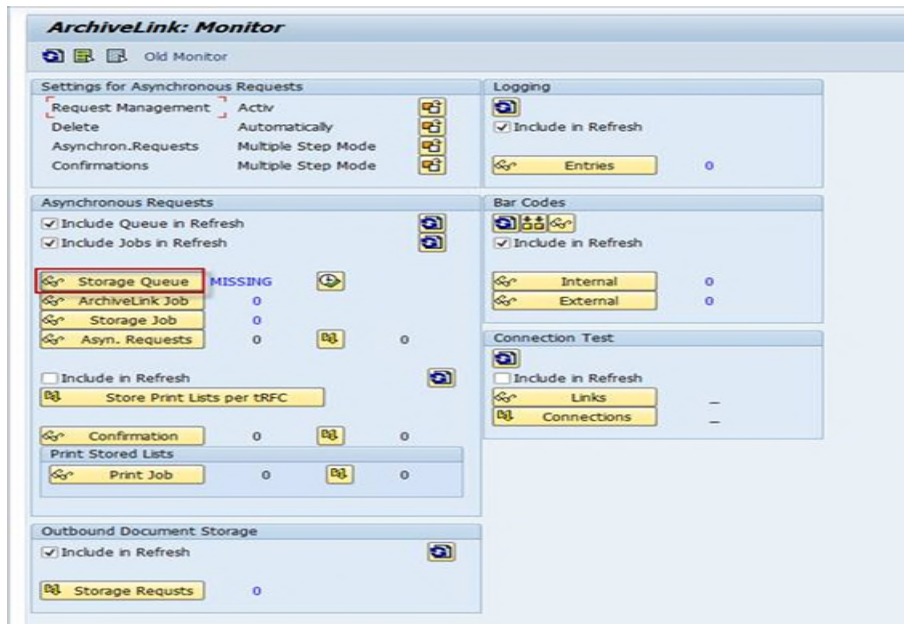 ArchiveLink: Monitor
Old Monitor
Settings for Asynchronous Requests
Request Management Activ
Delete Automatically
Asynchron.Requests Multiple Step Mode
Confirmations Multiple Step Mode
Logging
Include in Refresh
Entries 0
Asynchronous Requests
Include Queue in Refresh
Include Jobs in Refresh
Storage Queue MISSING
ArchiveLink Job 0
Storage Job 0
Asyn. Requests 0 0
Include in Refresh
Store Print Lists per tRFC
Confirmation 0 0
Print Stored Lists
Print Job 0 0
Bar Codes
Include in Refresh
Internal 0
External 0
Connection Test
Include in Refresh
Links _
Connections _
Outbound Document Storage
Include in Refresh
Storage Requsts 0